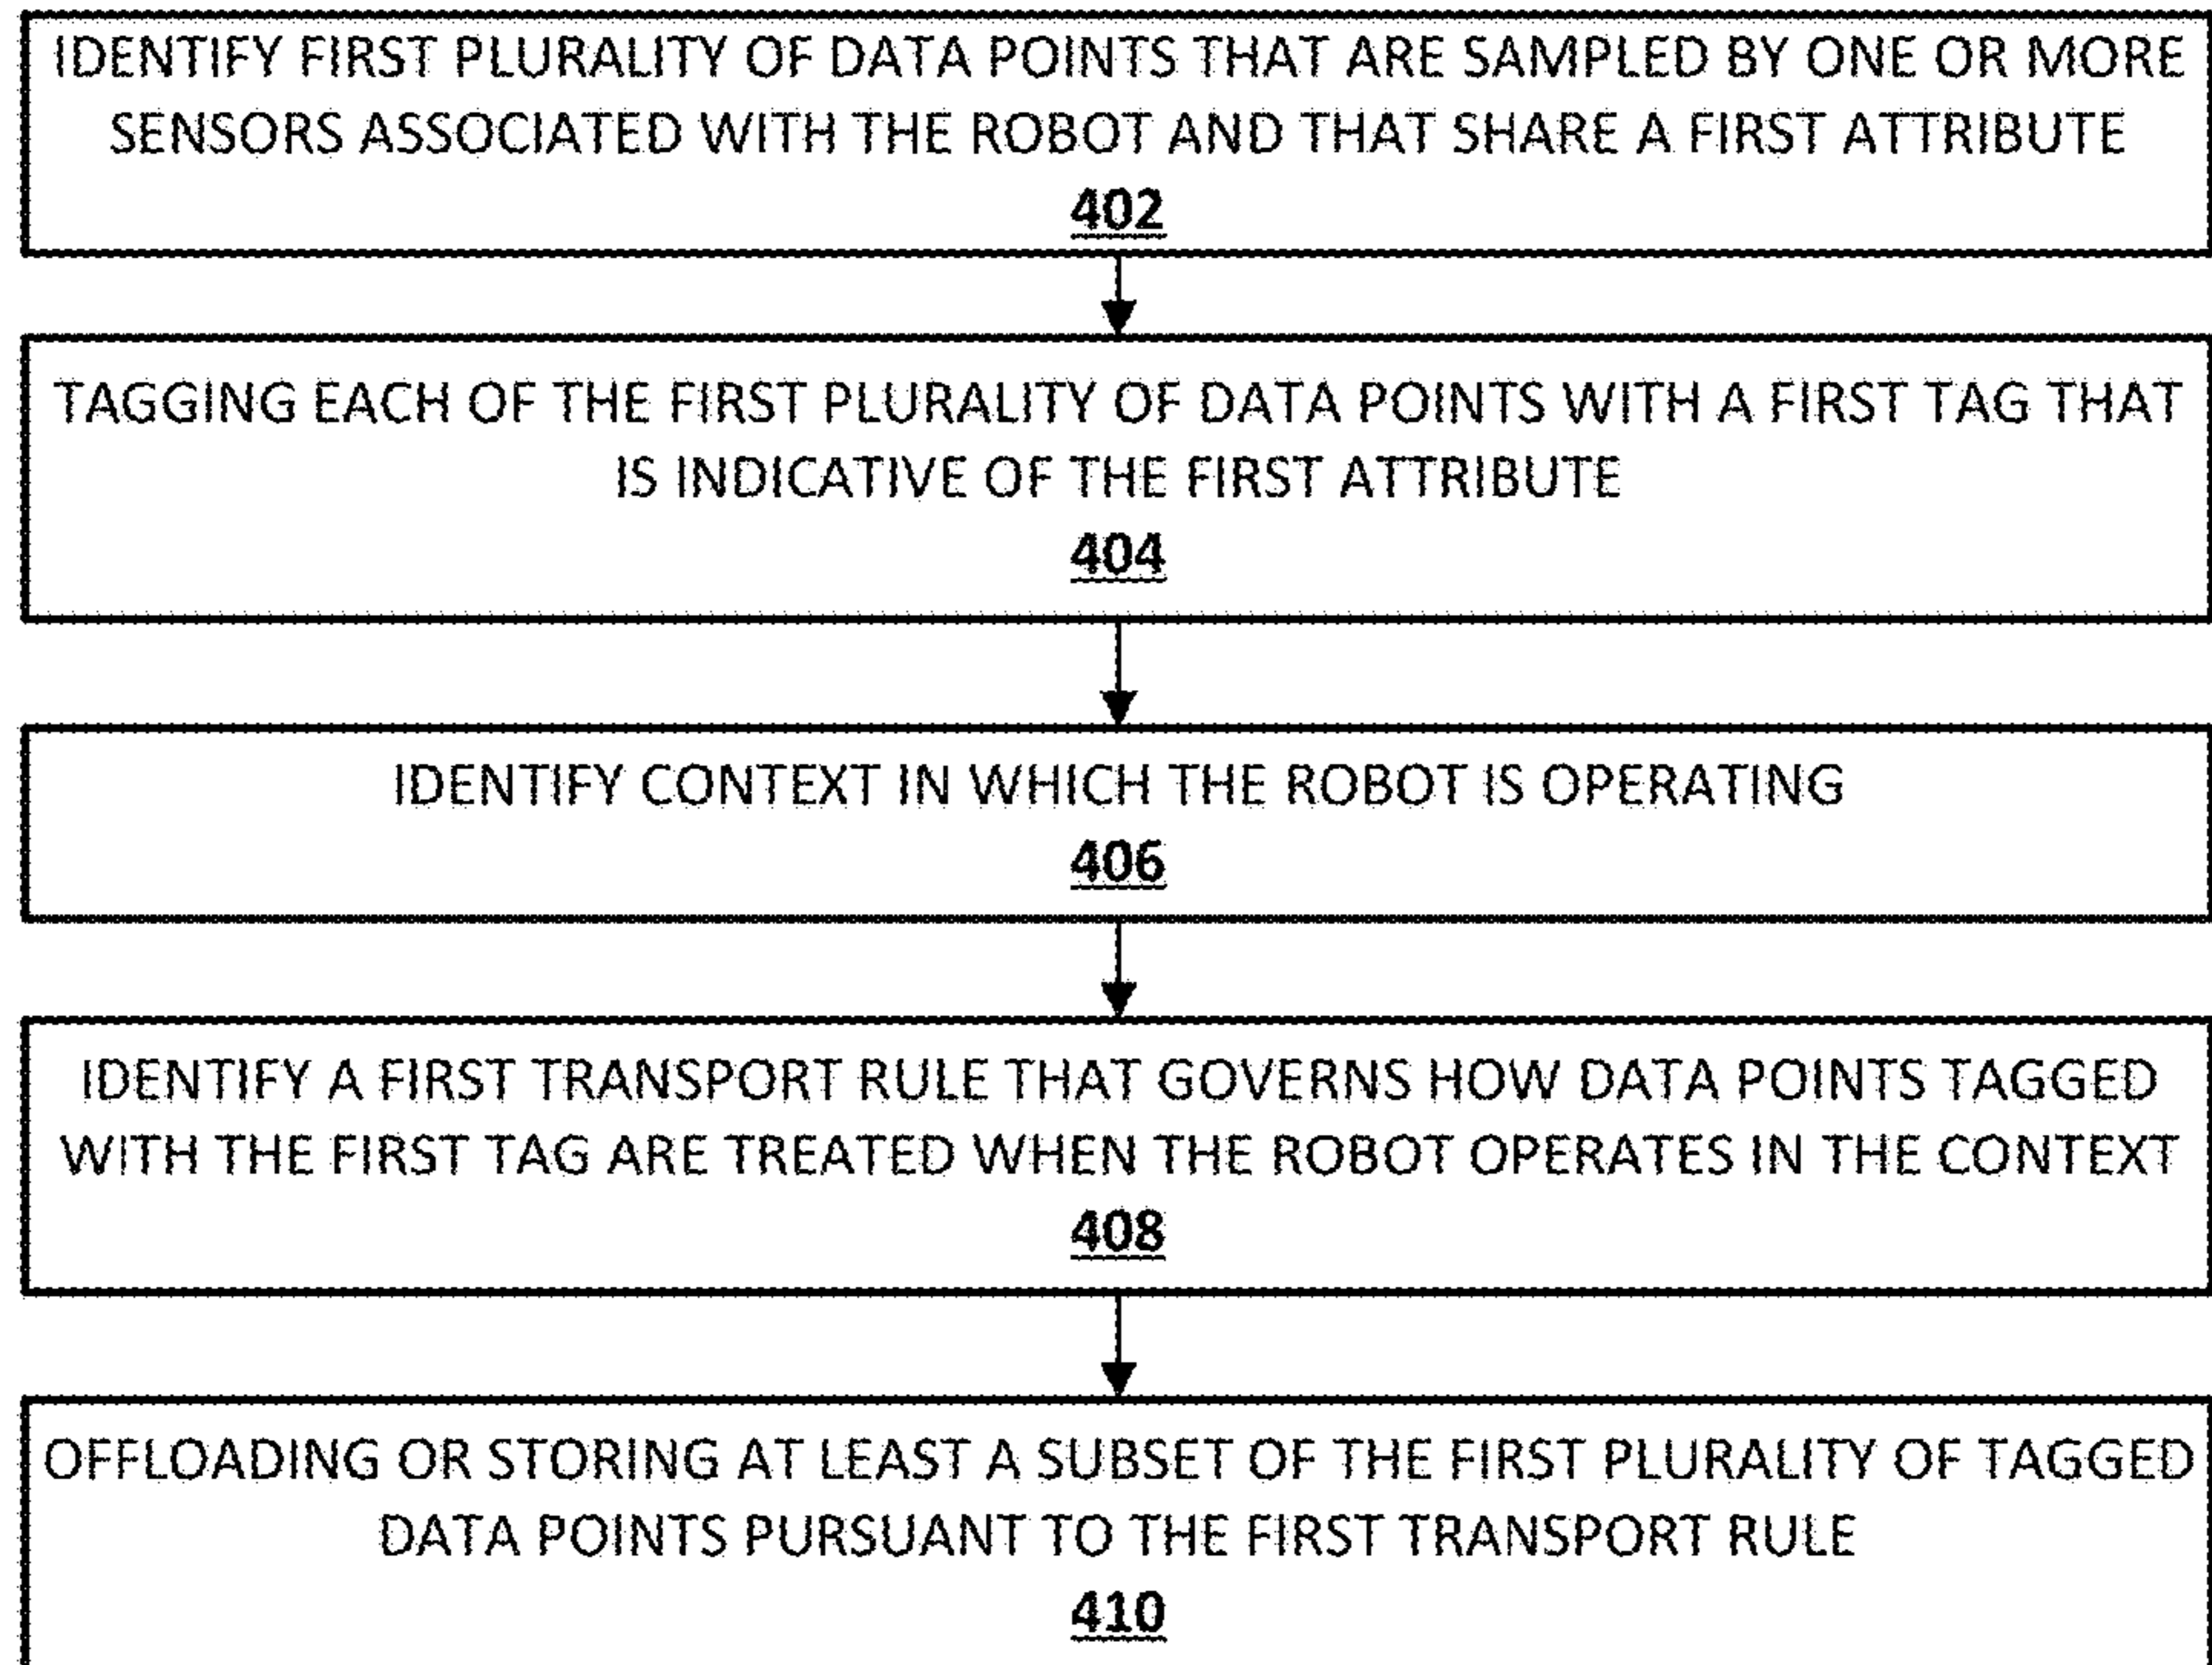 IDENTIFY FIRST PLURALITY OF DATA POINTS THAT ARE SAMPLED BY ONE OR MORE
SENSORS ASSOCIATED WITH THE ROBOT AND THAT SHARE A FIRST ATTRIBUTE
402
TAGGING EACH OF THE FIRST PLURALITY OF DATA POINTS WITH A FIRST TAG THAT
IS INDICATIVE OF THE FIRST ATTRIBUTE
404
IDENTIFY CONTEXT IN WHICH THE ROBOT IS OPERATING
406
IDENTIFY A FIRST TRANSPORT RULE THAT GOVERNS HOW DATA POINTS TAGGED
WITH THE FIRST TAG ARE TREATED WHEN THE ROBOT OPERATES IN THE CONTEXT
408
OFFLOADING OR STORING AT LEAST A SUBSET OF THE FIRST PLURALITY OF TAGGED
DATA POINTS PURSUANT TO THE FIRST TRANSPORT RULE
410